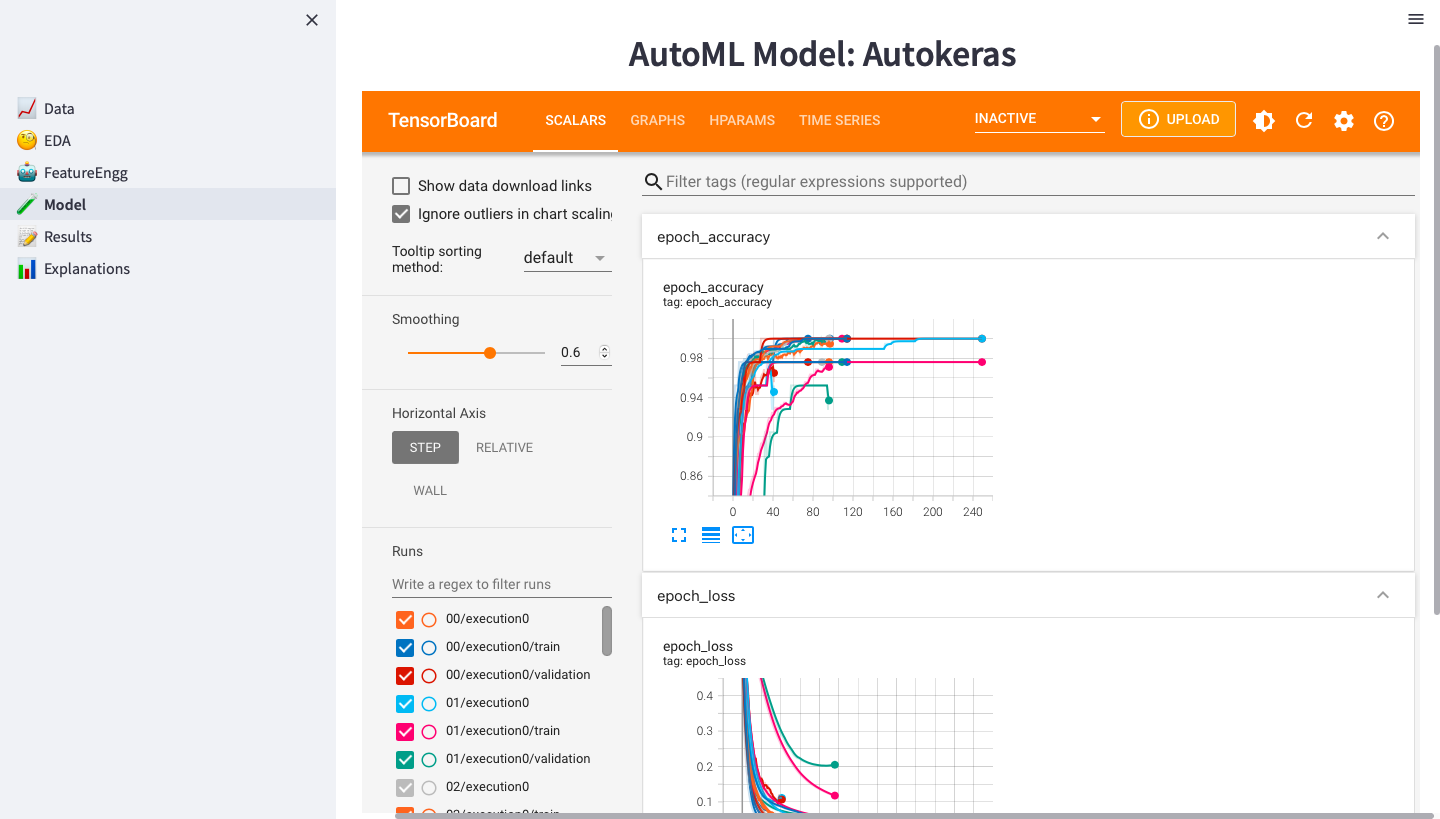 AutoML Model: Autokeras
Data
EDA
FeatureEngg
Model
Results
Explanations
TensorBoard
SCALARS
GRAPHS
HPARAMS
TIME SERIES
INACTIVE
UPLOAD
Show data download links
Ignore outliers in chart scaling
Tooltip sorting
method:
default
Smoothing
0.6
Horizontal Axis
STEP
RELATIVE
WALL
Runs
Write a regex to filter runs
00/execution0
00/execution0/train
00/execution0/validation
01/execution0
01/execution0/train
01/execution0/validation
02/execution0
02/execution0/train
Filter tags (regular expressions supported)
epoch_accuracy
epoch_accuracy
tag: epoch_accuracy
0.98
0.94
0.9
0.86
0 40 80 120 160 200 240
epoch_loss
epoch_loss
tag: epoch_loss
0.4
0.3
0.2
0.1